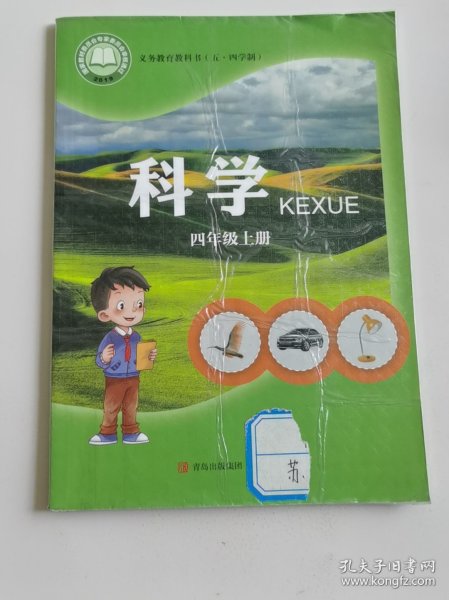 义务教育教科书（五·四学制）
2019
科学
KEXUE
四年级上册
青岛出版集团
苏
孔夫子旧书网
www.kongfz.com